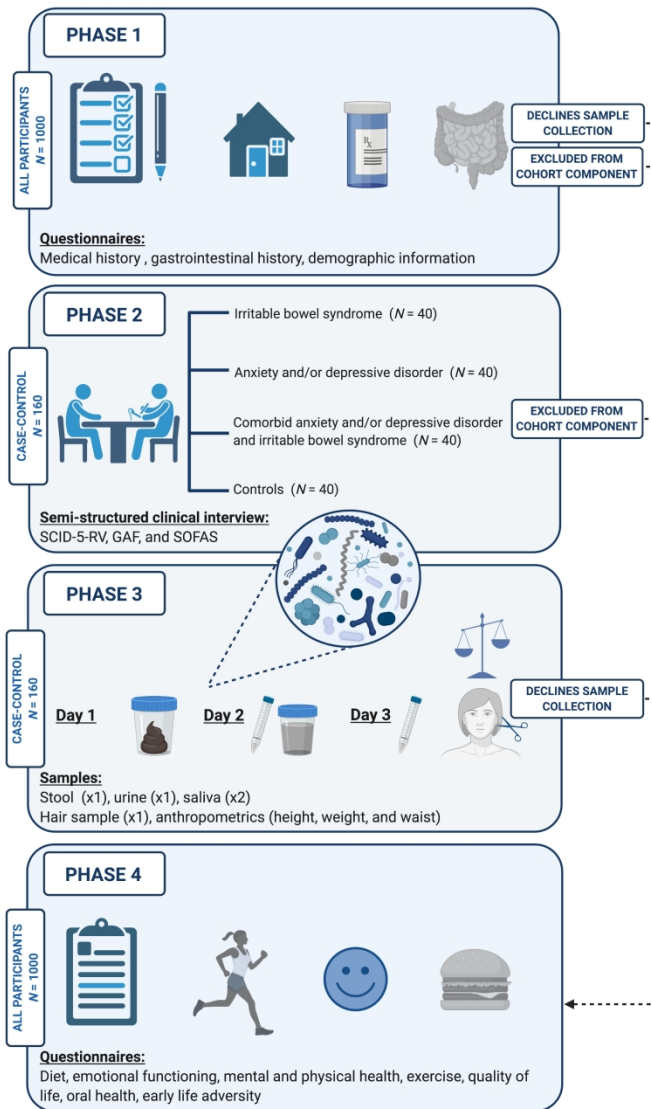 PHASE 1
ALL PARTICIPANTS
N = 1000
Rx
DECLINES SAMPLE
COLLECTION
EXCLUDED FROM
COHORT COMPONENT
Questionnaires:
Medical history , gastrointestinal history, demographic information
PHASE 2
CASE-CONTROL
N = 160
Irritable bowel syndrome (N = 40)
Anxiety and/or depressive disorder (N = 40)
Comorbid anxiety and/or depressive disorder
and irritable bowel syndrome (N = 40)
Controls (N = 40)
EXCLUDED FROM
COHORT COMPONENT
Semi-structured clinical interview:
SCID-5-RV, GAF, and SOFAS
PHASE 3
CASE-CONTROL
N = 160
Day 1
Day 2
Day 3
DECLINES SAMPLE
COLLECTION
Samples:
Stool (x1), urine (x1), saliva (x2)
Hair sample (x1), anthropometrics (height, weight, and waist)
PHASE 4
ALL PARTICIPANTS
N = 1000
Questionnaires:
Diet, emotional functioning, mental and physical health, exercise, quality of
life, oral health, early life adversity